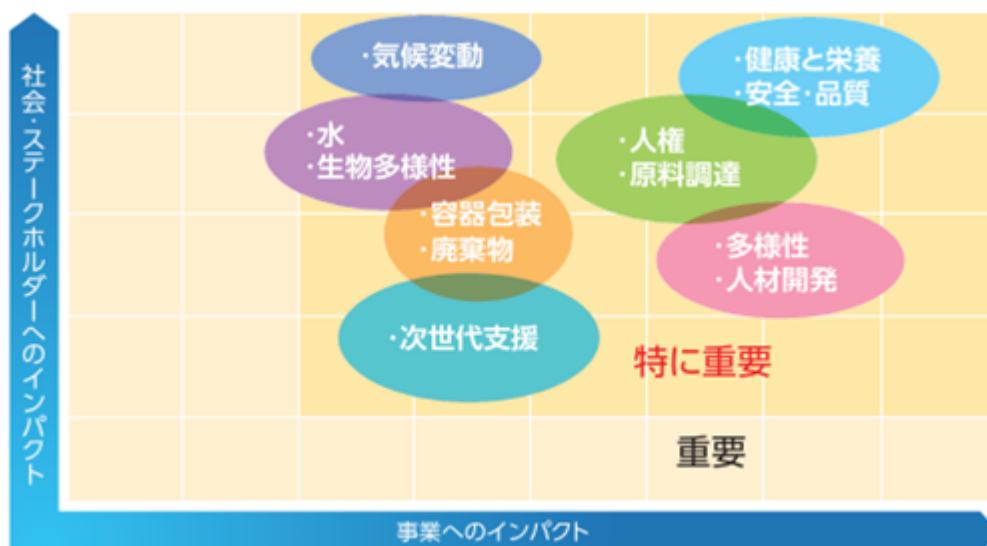 社会・ステークホルダーへのインパクト
・気候変動
・健康と栄養
・安全・品質
・水
・生物多様性
・人権
・原料調達
・容器包装
・廃棄物
・多様性
・人材開発
・次世代支援
特に重要
重要
事業へのインパクト